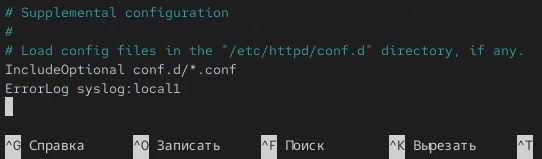 # Supplemental configuration
#
# Load config files in the "/etc/httpd/conf.d" directory, if any.
IncludeOptional conf.d/*.conf
ErrorLog syslog:local1
^G Справка ^O Записать ^F Поиск ^K Вырезать ^T